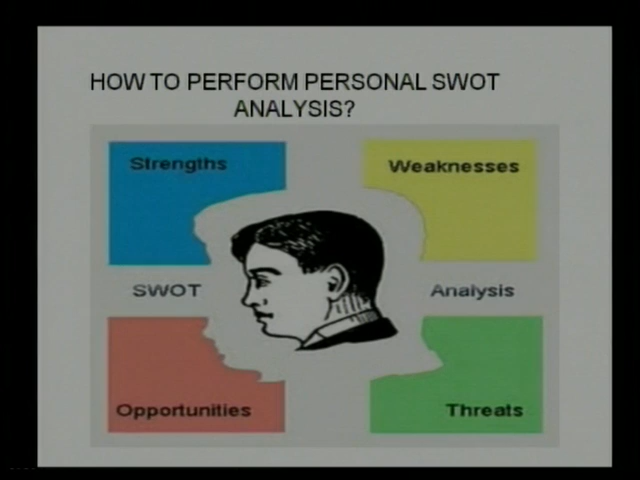 HOW TO PERFORM PERSONAL SWOT
ANALYSIS?
Strengths
Weaknesses
SWOT
Analysis
Opportunities
Threats